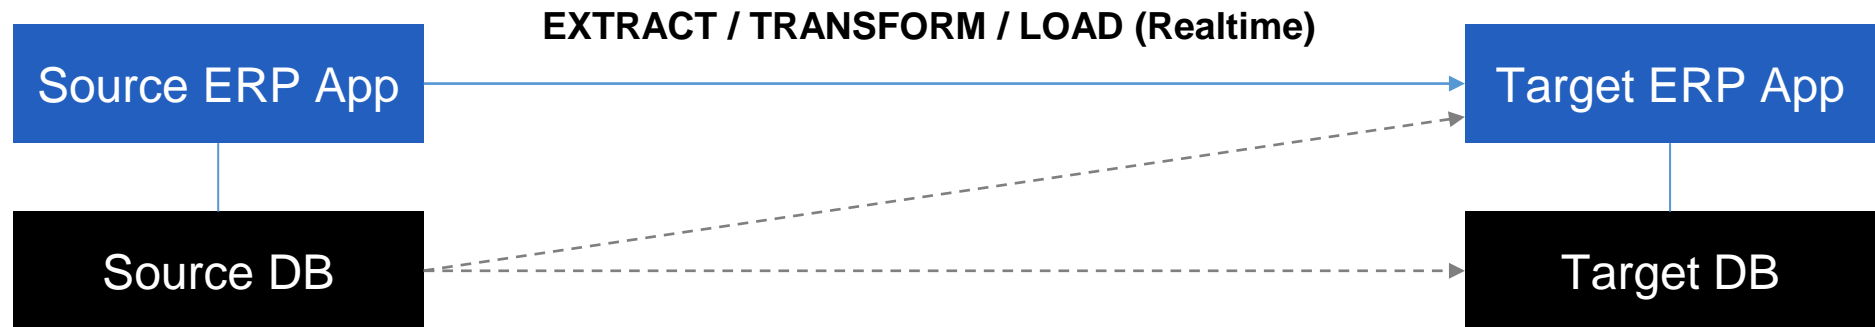 EXTRACT / TRANSFORM / LOAD (Realtime)
Source ERP App
Target ERP App
Source DB
Target DB